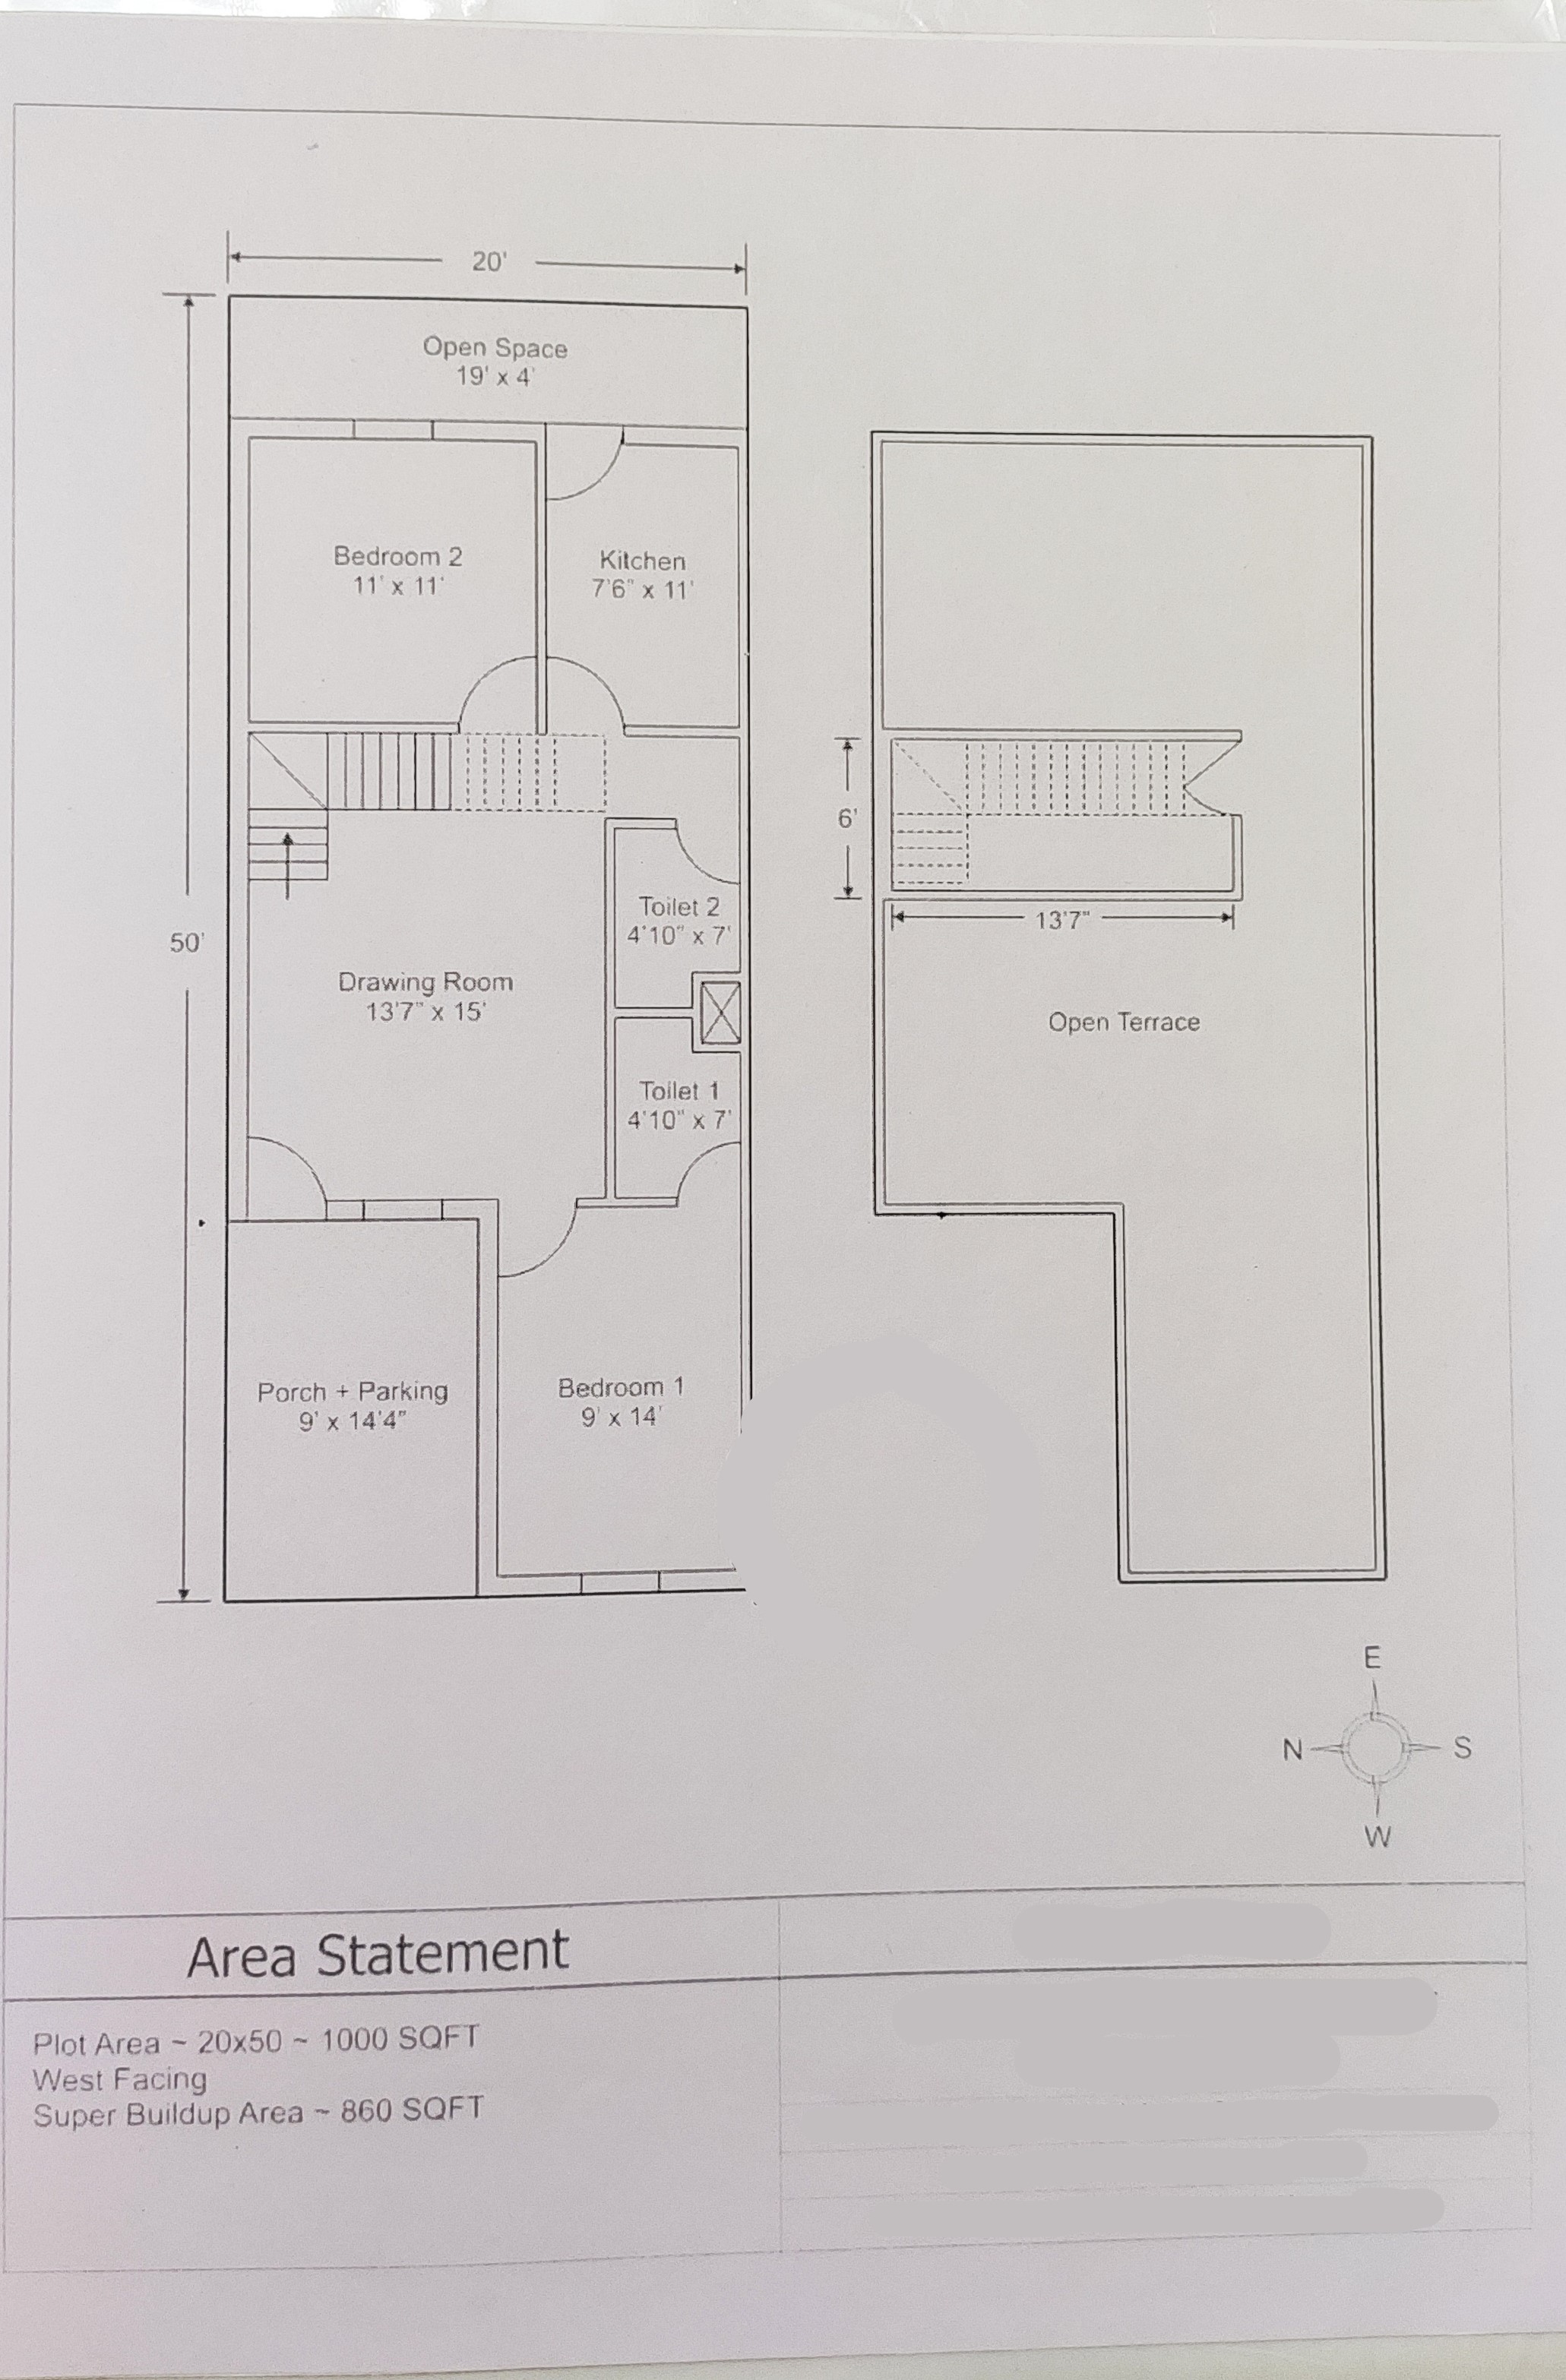 20'
Open Space
19' x 4'
Bedroom 2
11' x 11'
Kitchen
7'6" x 11'
6'
13'7"
50'
Toilet 2
4'10" x 7'
Drawing Room
13'7" x 15'
Open Terrace
Toilet 1
4'10" x 7'
Porch + Parking
9' x 14'4"
Bedroom 1
9' x 14'
E
N
S
W
Area Statement
Plot Area ~ 20x50 ~ 1000 SQFT
West Facing
Super Buildup Area ~ 860 SQFT